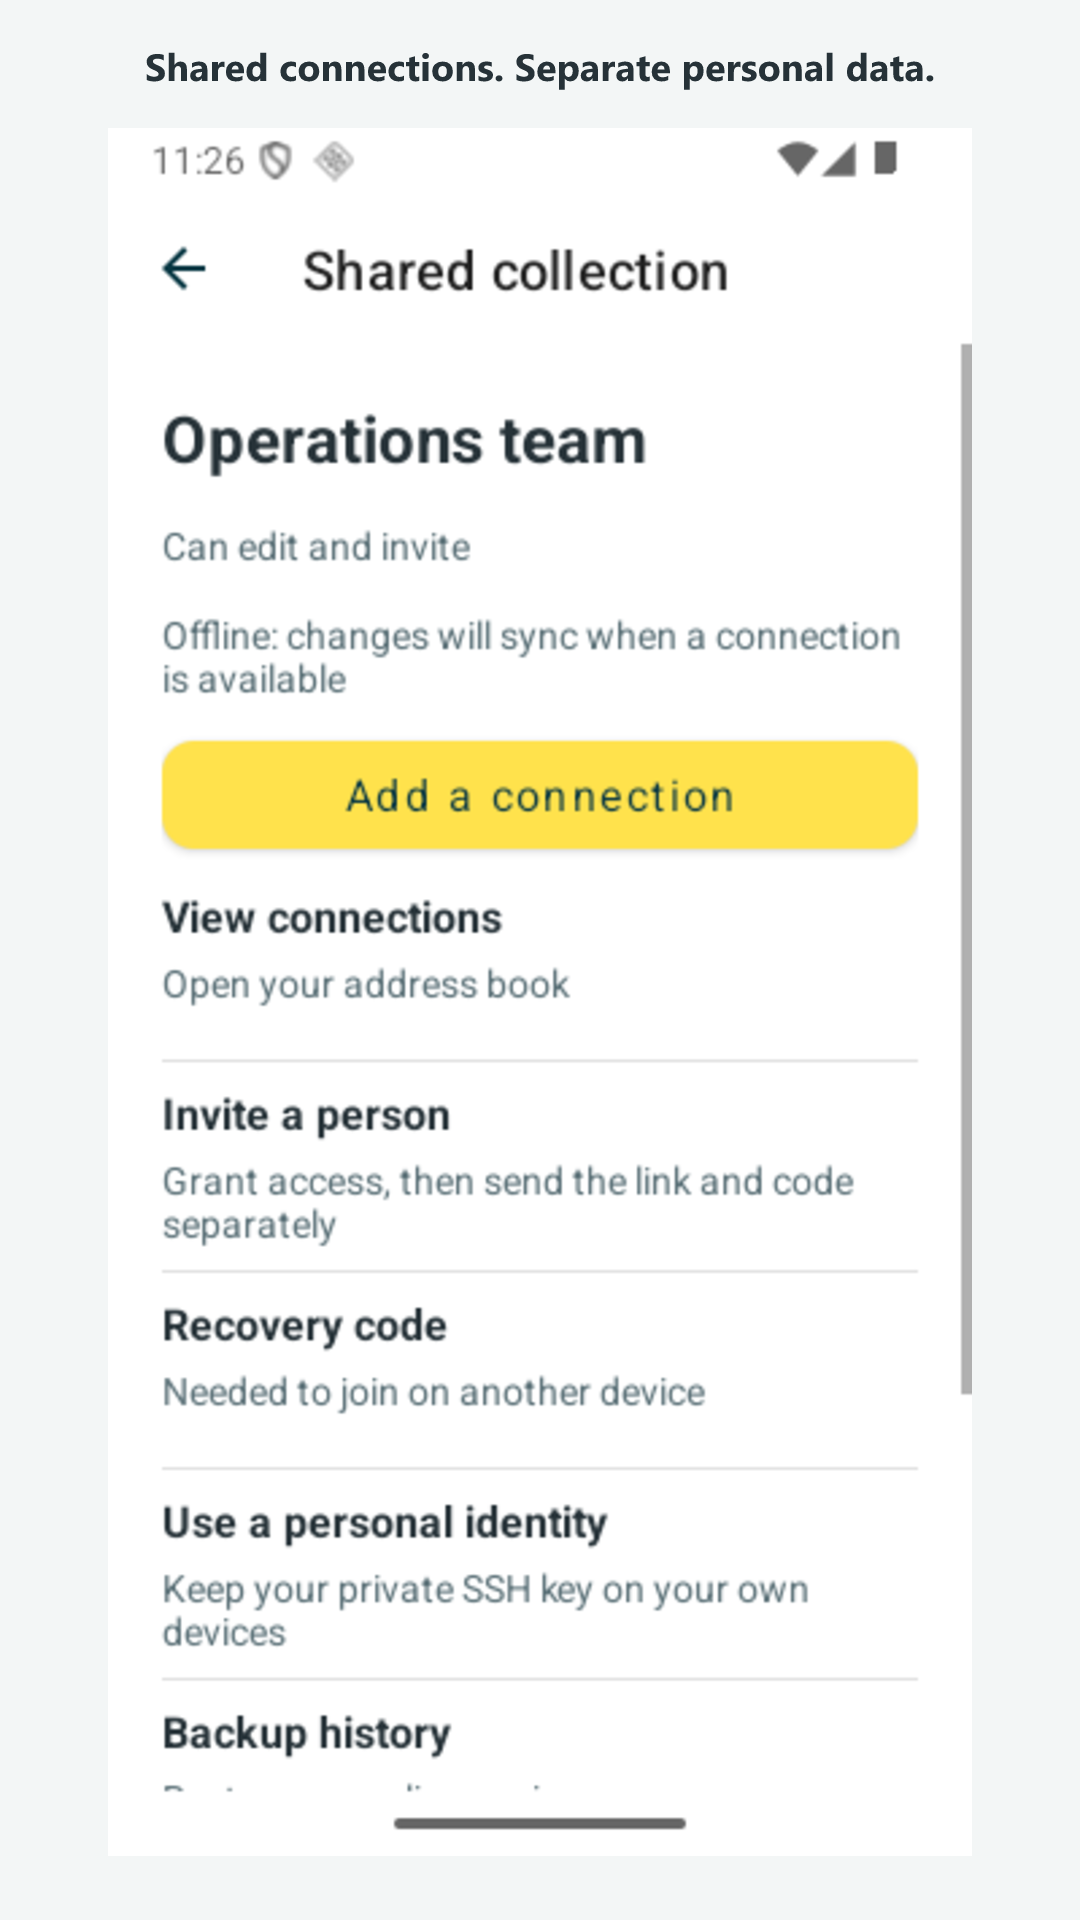 Shared connections. Separate personal data.
11:26
Shared collection
Operations team
Can edit and invite
Offline: changes will sync when a connection
is available
Add a connection
View connections
Open your address book
Invite a person
Grant access, then send the link and code
separately
Recovery code
Needed to join on another device
Use a personal identity
Keep your private SSH key on your own
devices
Backup history